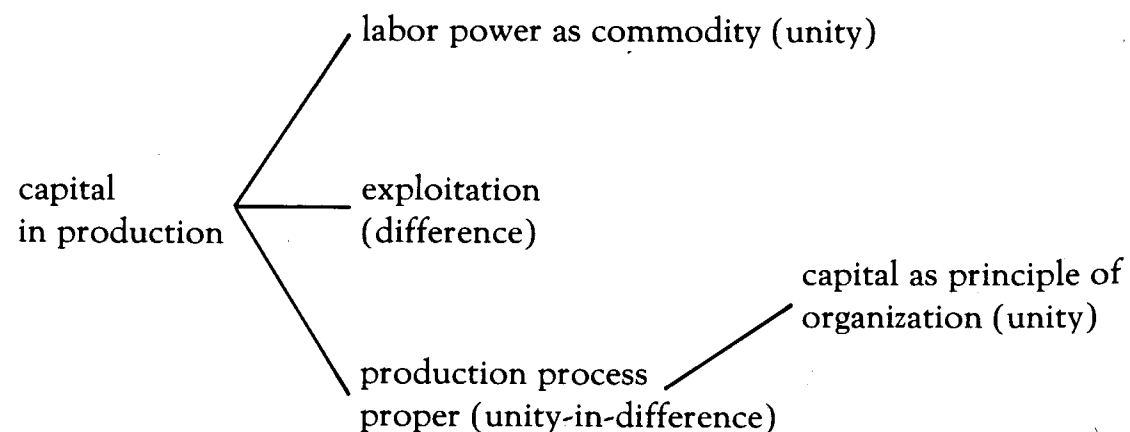 labor power as commodity (unity)
capital
in production
exploitation
(difference)
capital as principle of
organization (unity)
production process
proper (unity-in-difference)